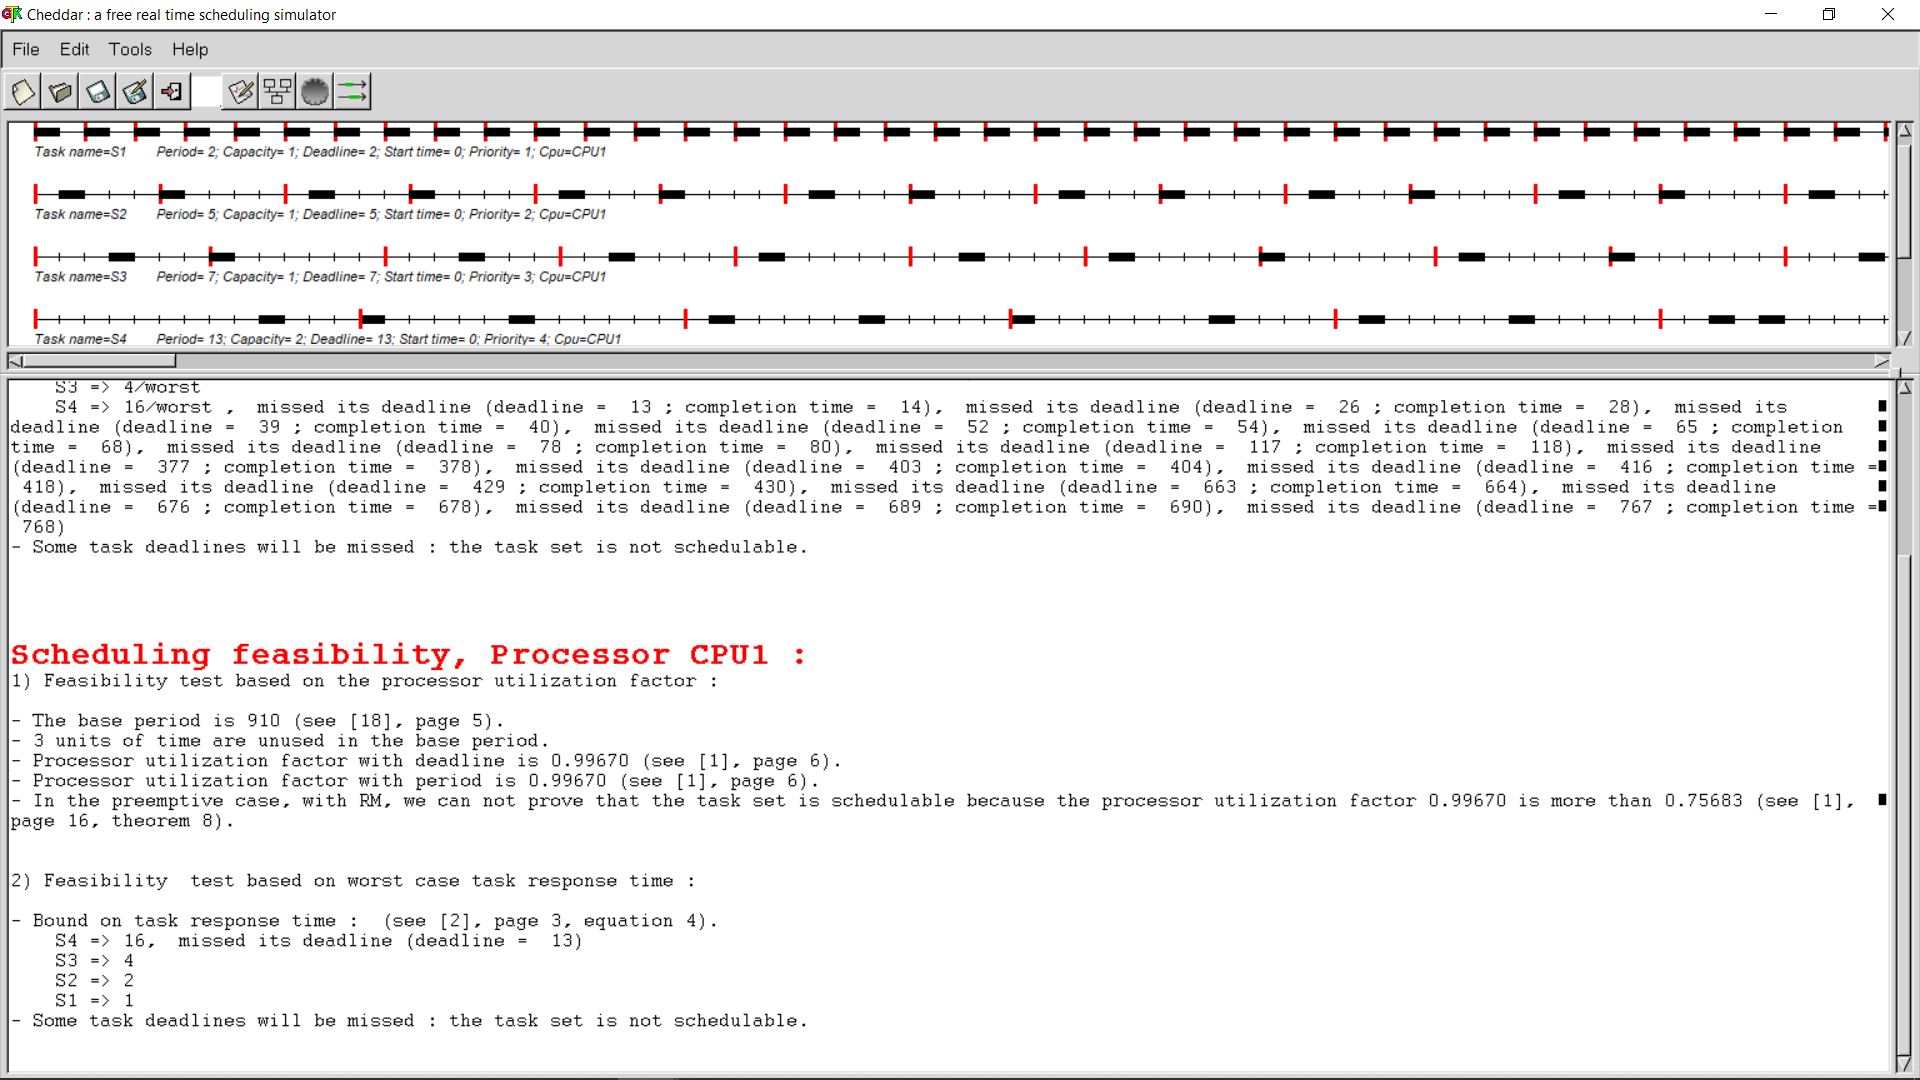 Cheddar : a free real time scheduling simulator
File Edit Tools Help
Task name=S1 Period= 2; Capacity= 1; Deadline= 2; Start time= 0; Priority= 1; Cpu=CPU1
Task name=S2 Period= 5; Capacity= 1; Deadline= 5; Start time= 0; Priority= 2; Cpu=CPU1
Task name=S3 Period= 7; Capacity= 1; Deadline= 7; Start time= 0; Priority= 3; Cpu=CPU1
Task name=S4 Period= 13; Capacity= 2; Deadline= 13; Start time= 0; Priority= 4; Cpu=CPU1
S3 => 4/worst
S4 => 16/worst , missed its deadline (deadline = 13 ; completion time = 14), missed its deadline (deadline = 26 ; completion time = 28), missed its
deadline (deadline = 39 ; completion time = 40), missed its deadline (deadline = 52 ; completion time = 54), missed its deadline (deadline = 65 ; completion
time = 68), missed its deadline (deadline = 78 ; completion time = 80), missed its deadline (deadline = 117 ; completion time = 118), missed its deadline
(deadline = 377 ; completion time = 378), missed its deadline (deadline = 403 ; completion time = 404), missed its deadline (deadline = 416 ; completion time =
418), missed its deadline (deadline = 429 ; completion time = 430), missed its deadline (deadline = 663 ; completion time = 664), missed its deadline
(deadline = 676 ; completion time = 678), missed its deadline (deadline = 689 ; completion time = 690), missed its deadline (deadline = 767 ; completion time =
768)
- Some task deadlines will be missed : the task set is not schedulable.
Scheduling feasibility, Processor CPU1 :
1) Feasibility test based on the processor utilization factor :
- The base period is 910 (see [18], page 5).
- 3 units of time are unused in the base period.
- Processor utilization factor with deadline is 0.99670 (see [1], page 6).
- Processor utilization factor with period is 0.99670 (see [1], page 6).
- In the preemptive case, with RM, we can not prove that the task set is schedulable because the processor utilization factor 0.99670 is more than 0.75683 (see [1],
page 16, theorem 8).
2) Feasibility test based on worst case task response time :
- Bound on task response time : (see [2], page 3, equation 4).
S4 => 16, missed its deadline (deadline = 13)
S3 => 4
S2 => 2
S1 => 1
- Some task deadlines will be missed : the task set is not schedulable.